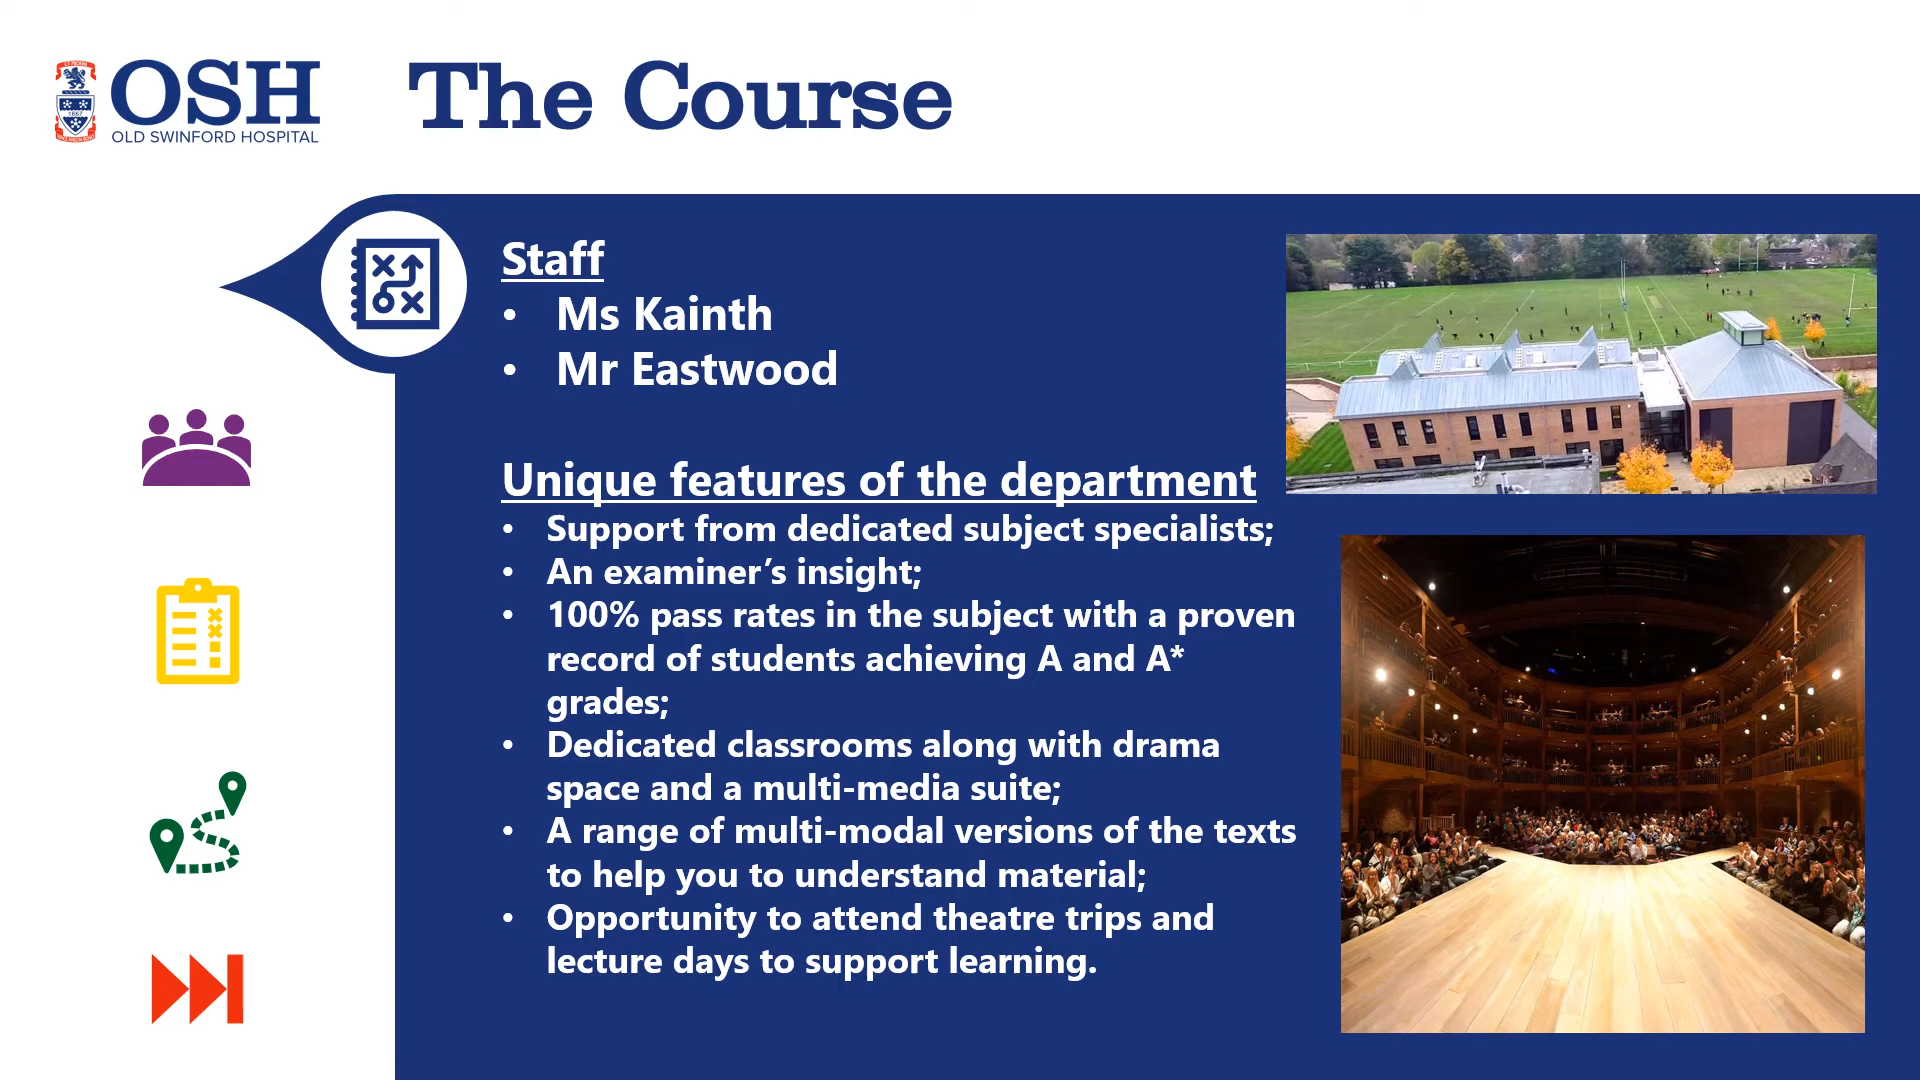 OSH
OLD SWINFORD HOSPITAL
The Course
1667
Staff
• Ms Kainth
• Mr Eastwood
Unique features of the department
• Support from dedicated subject specialists;
• An examiner’s insight;
• 100% pass rates in the subject with a proven
record of students achieving A and A*
grades;
• Dedicated classrooms along with drama
space and a multi-media suite;
• A range of multi-modal versions of the texts
to help you to understand material;
• Opportunity to attend theatre trips and
lecture days to support learning.